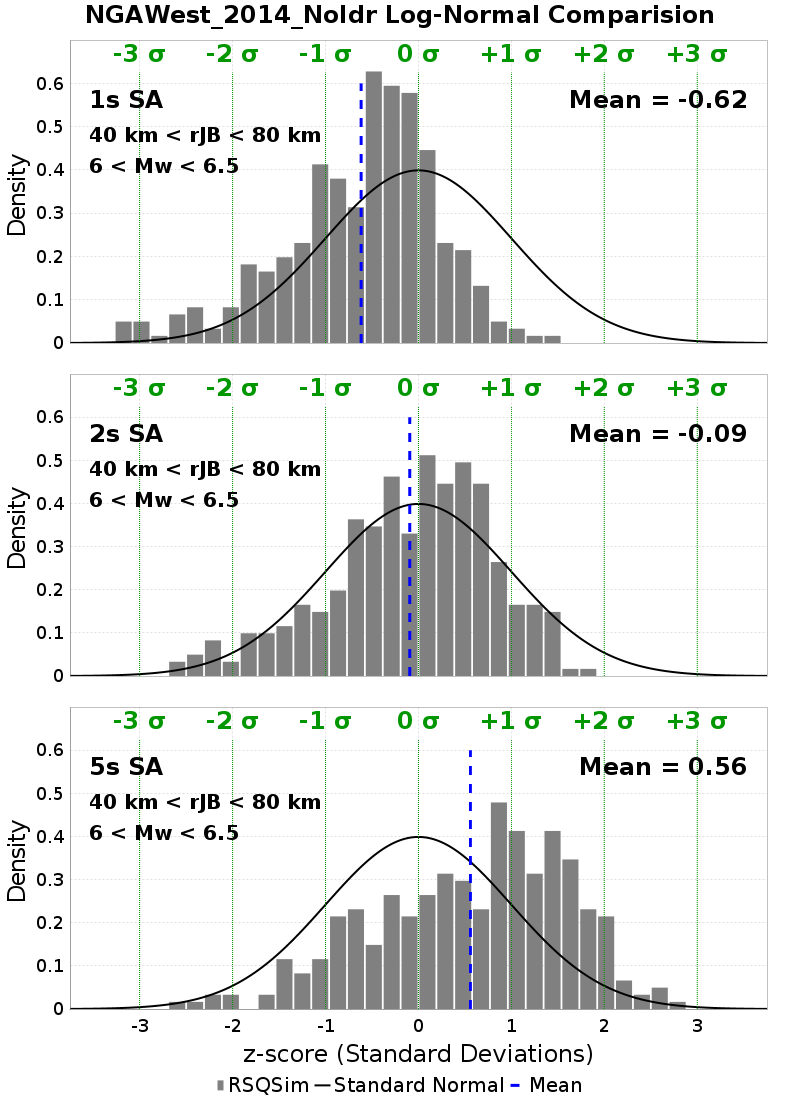 NGAWest_2014_NoIdr Log-Normal Comparision
-3 σ -2 σ -1 σ 0 σ +1 σ +2 σ +3 σ
1s SA Mean = -0.62
40 km < rJB < 80 km
6 < Mw < 6.5
0.6
0.5
0.4
0.3
0.2
0.1
0
Density
-3 σ -2 σ -1 σ 0 σ +1 σ +2 σ +3 σ
2s SA Mean = -0.09
40 km < rJB < 80 km
6 < Mw < 6.5
0.6
0.5
0.4
0.3
0.2
0.1
0
Density
-3 σ -2 σ -1 σ 0 σ +1 σ +2 σ +3 σ
5s SA Mean = 0.56
40 km < rJB < 80 km
6 < Mw < 6.5
0.6
0.5
0.4
0.3
0.2
0.1
0
Density
-3 -2 -1 0 1 2 3
z-score (Standard Deviations)
RSQSim Standard Normal Mean